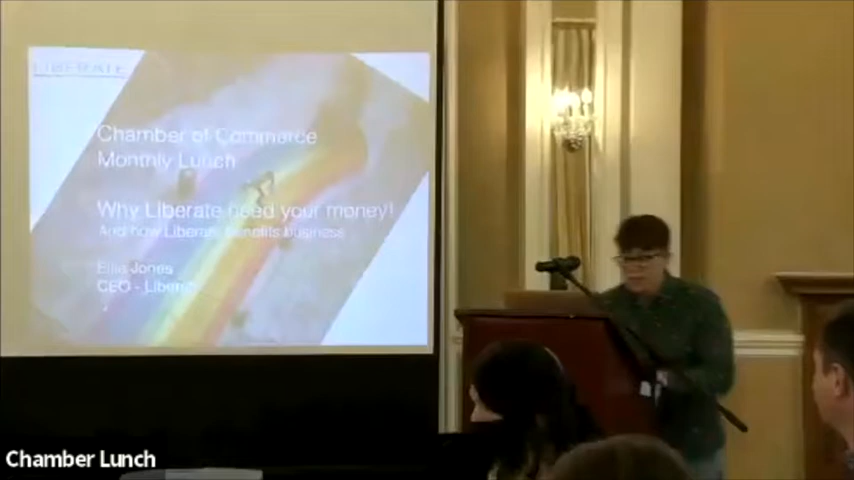 LIBERATE
Chamber of Commerce
Monthly Lunch
Why Liberate need your money!
And how Liberate benefits business
Ellie Jones
CEO - Liberate
Chamber Lunch